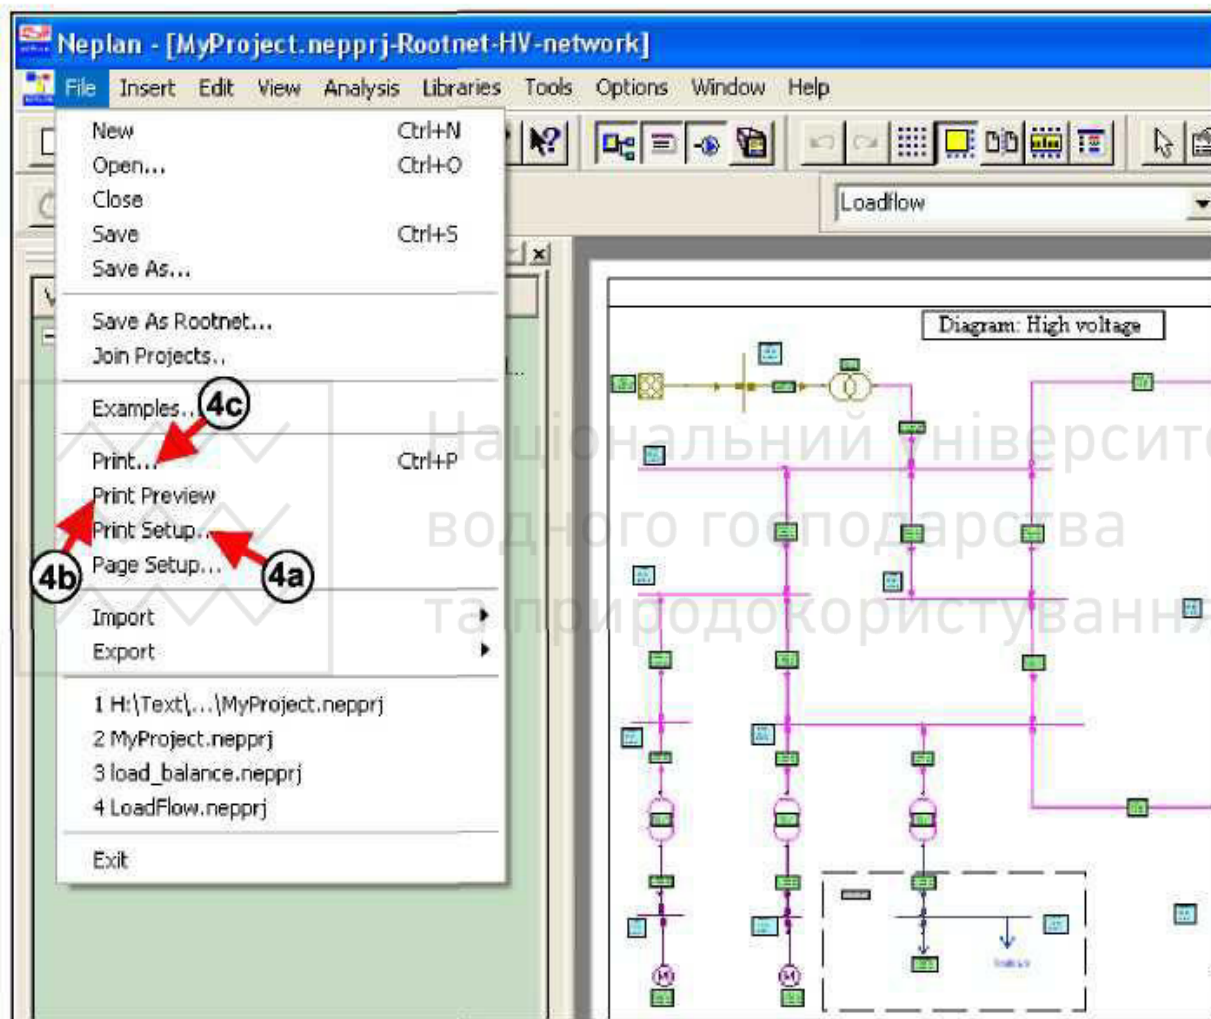 Neplan - [MyProject.nepprj-Rootnet-HV-network]
File Insert Edit View Analysis Libraries Tools Options Window Help
New Ctrl+N
Open... Ctrl+O
Close
Save Ctrl+S
Save As...
Loadflow
Save As Rootnet...
Join Projects..
Diagram: High voltage
Examples... 4c
Print... Ctrl+P
Print Preview
Print Setup...
Page Setup...
4b 4a
Національний університе
водного господарства
та природокористування
Import
Export
1 H:\Text\...\MyProject.nepprj
2 MyProject.nepprj
3 load_balance.nepprj
4 LoadFlow.nepprj
Exit
M M